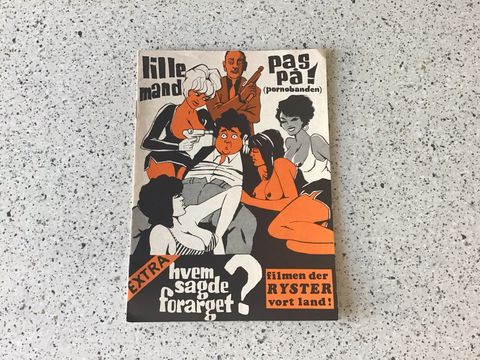 lille
mand
pas
på!
(pornobanden)
EXTRA
hvem
sagde
forarget?
filmen der
RYSTER
vort land!